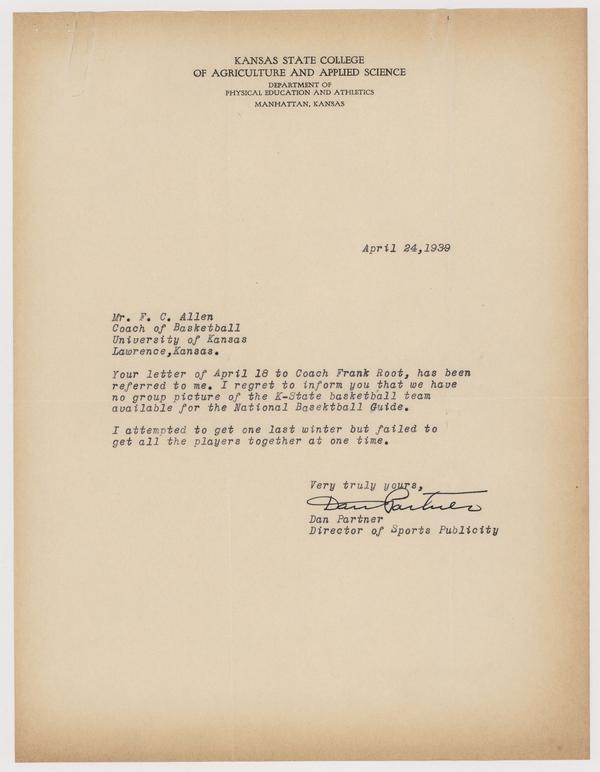 KANSAS STATE COLLEGE
OF AGRICULTURE AND APPLIED SCIENCE
DEPARTMENT OF
PHYSICAL EDUCATION AND ATHLETICS
MANHATTAN, KANSAS
April 24,1939
Mr. F. C. Allen
Coach of Basketball
University of Kansas
Lawrence,Kansas.
Your letter of April 18 to Coach Frank Root, has been
referred to me. I regret to inform you that we have
no group picture of the K-State basketball team
available for the National Basektball Guide.
I attempted to get one last winter but failed to
get all the players together at one time.
Very truly yours,
Dan Partner
Dan Partner
Director of Sports Publicity